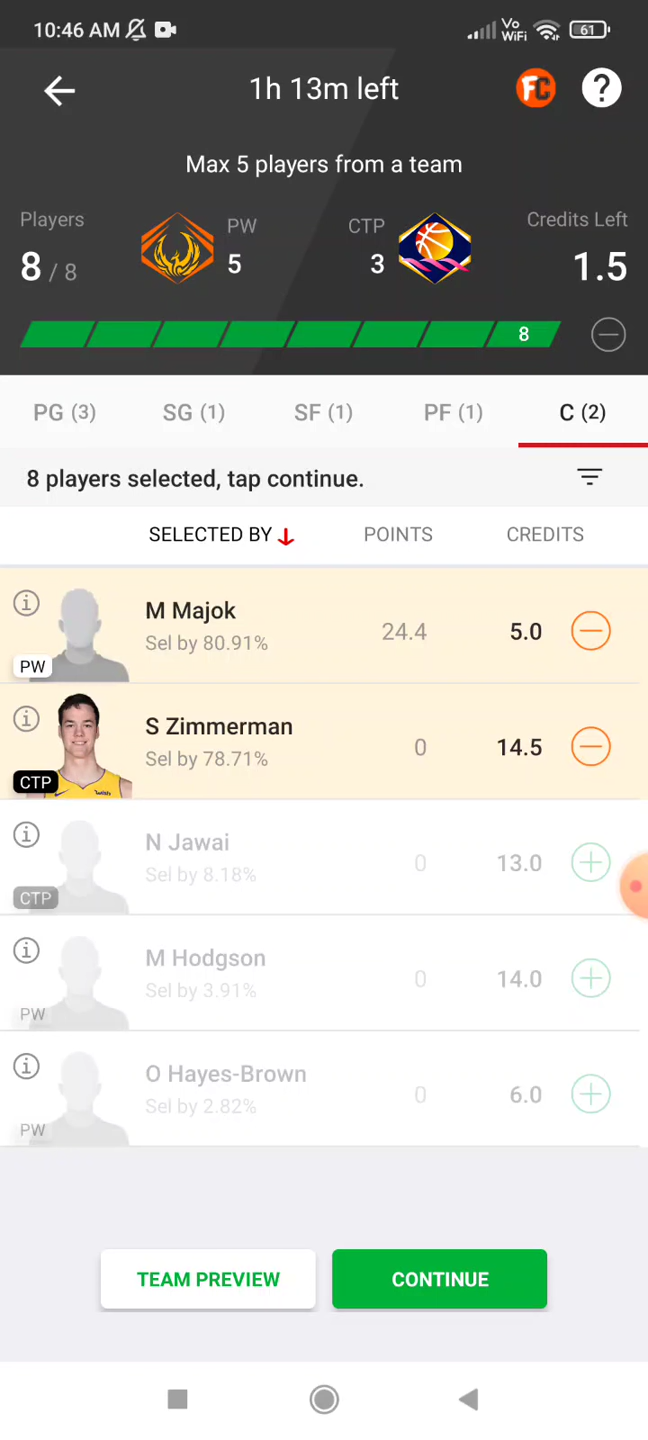 10:46 AM
Vo WiFi 61
1h 13m left
FC
?
Max 5 players from a team
Players
PW
CTP
Credits Left
8 / 8
5
3
1.5
8
PG (3)
SG (1)
SF (1)
PF (1)
C (2)
8 players selected, tap continue.
SELECTED BY
POINTS
CREDITS
M Majok
Sel by 80.91%
24.4
5.0
PW
S Zimmerman
Sel by 78.71%
0
14.5
CTP
N Jawai
Sel by 8.18%
0
13.0
CTP
M Hodgson
Sel by 3.91%
0
14.0
PW
O Hayes-Brown
Sel by 2.82%
0
6.0
PW
TEAM PREVIEW
CONTINUE